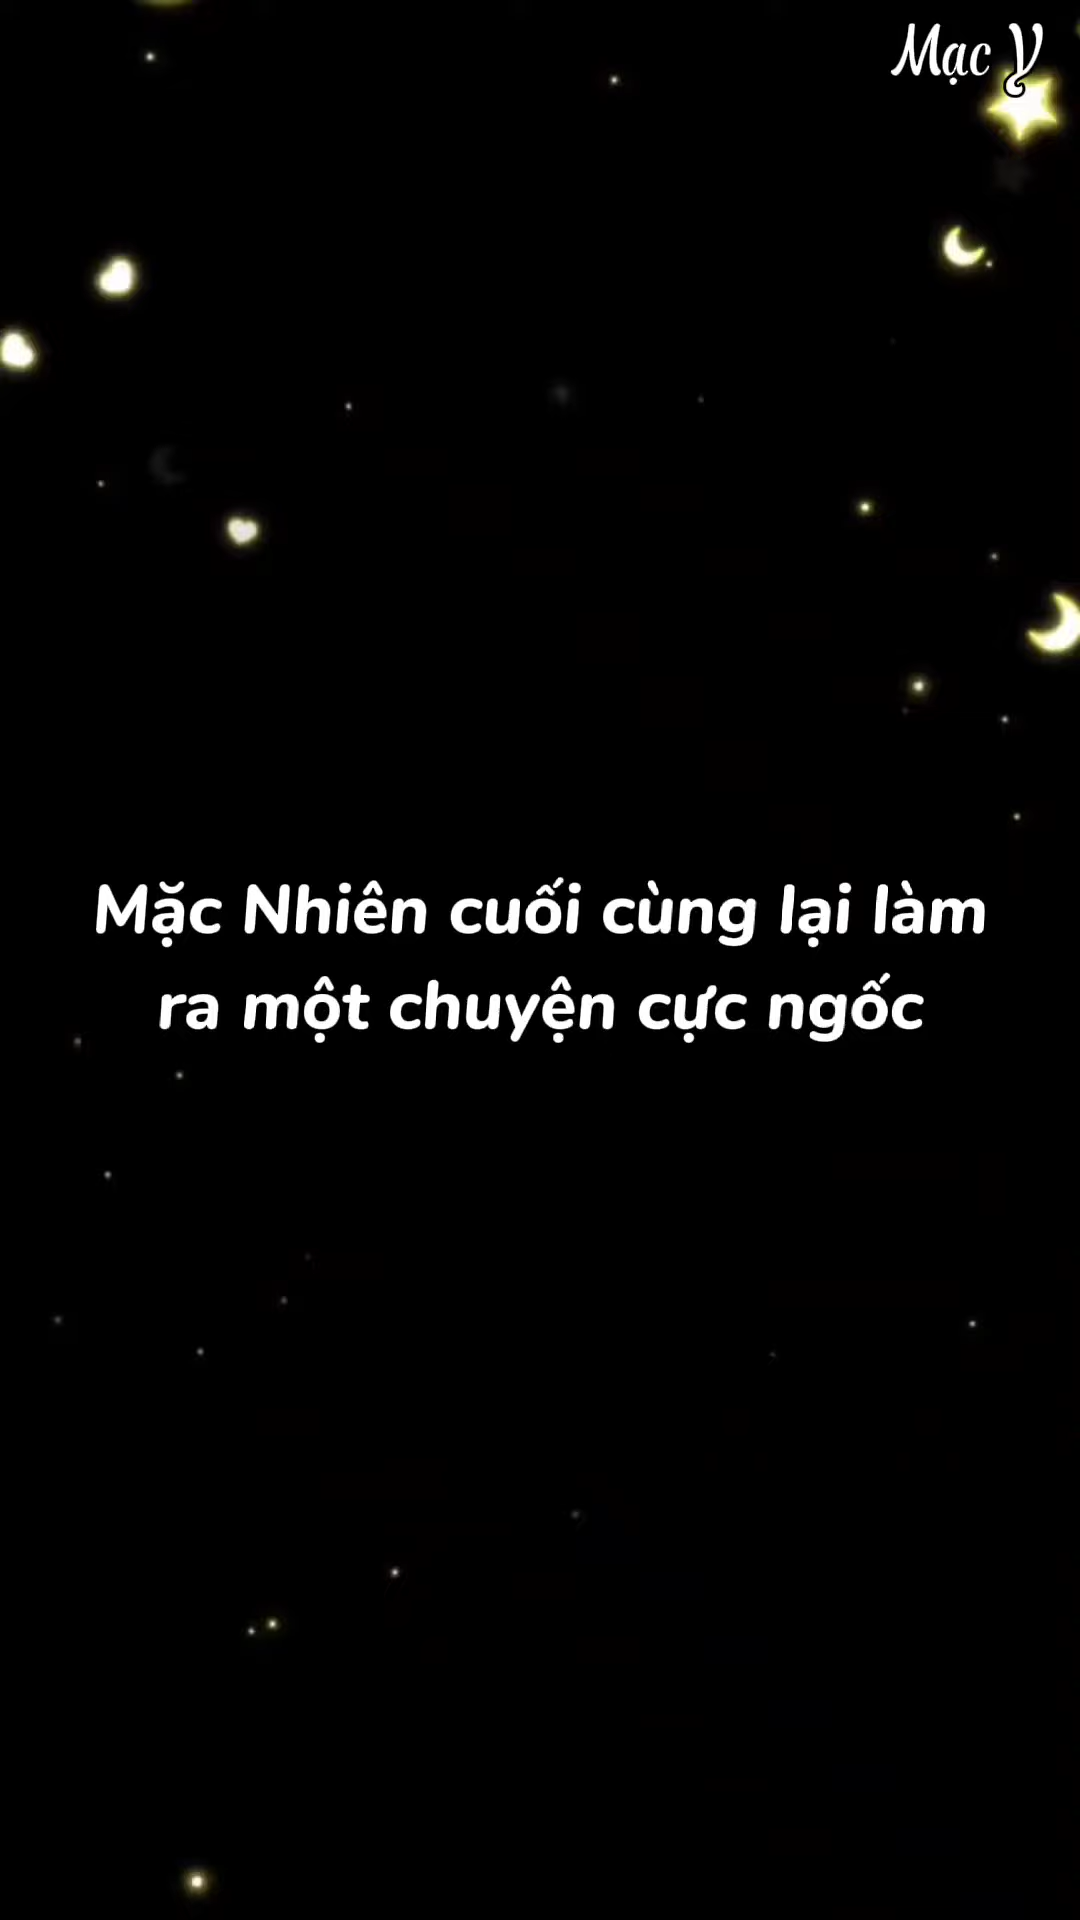 Mạc Y
Mặc Nhiên cuối cùng lại làm
ra một chuyện cực ngốc